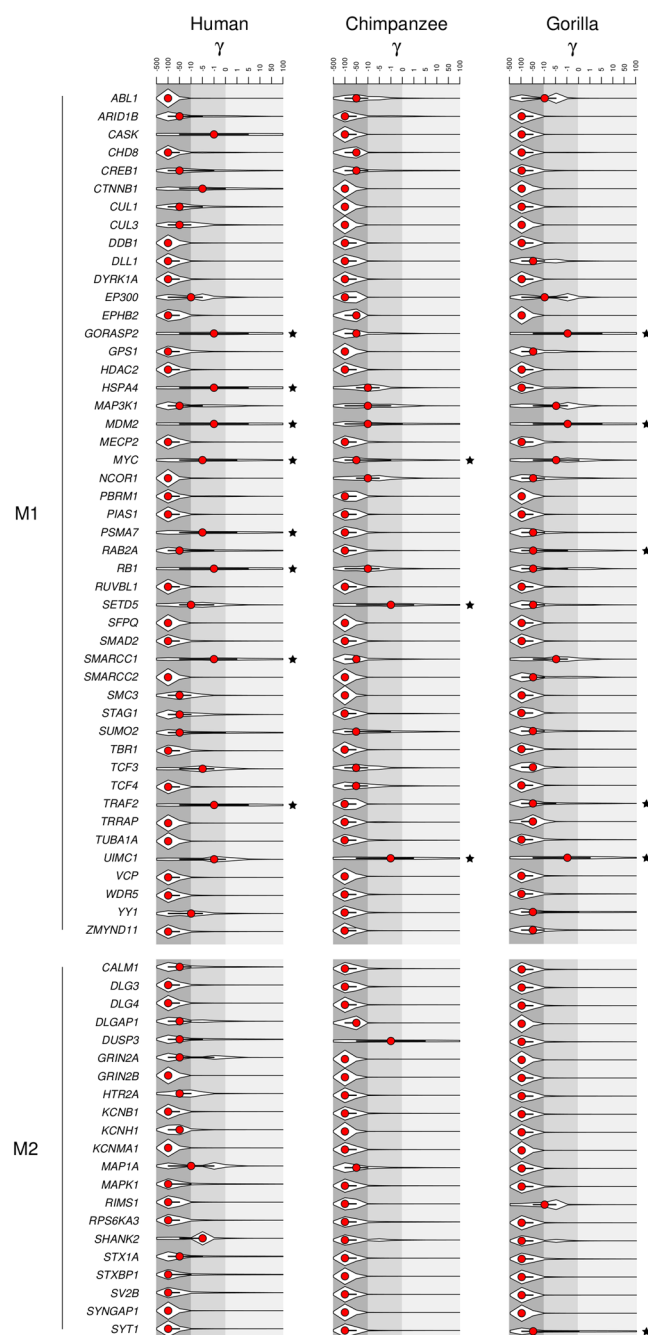 Human Chimpanzee Gorilla
γ γ γ
-500 -100 -50 -10 -5 -1 0 1 5 10 50 100
ABL1
ARID1B
CASK
CHD8
CREB1
CTNNB1
CUL1
CUL3
DDB1
DLL1
DYRK1A
EP300
EPHB2
GORASP2 ★ ★
GPS1
HDAC2
HSPA4 ★
MAP3K1
MDM2 ★ ★
MECP2
MYC ★ ★
NCOR1
PBRM1
M1
PIAS1
PSMA7 ★
RAB2A ★
RB1 ★
RUVBL1
SETD5 ★
SFPQ
SMAD2
SMARCC1 ★
SMARCC2
SMC3
STAG1
SUMO2
TBR1
TCF3
TCF4
TRAF2 ★ ★
TRRAP
TUBA1A
UIMC1 ★ ★
VCP
WDR5
YY1
ZMYND11
CALM1
DLG3
DLG4
DLGAP1
DUSP3
GRIN2A
GRIN2B
HTR2A
KCNB1
KCNH1
M2
KCNMA1
MAP1A
MAPK1
RIMS1
RPS6KA3
SHANK2
STX1A
STXBP1
SV2B
SYNGAP1
SYT1 ★